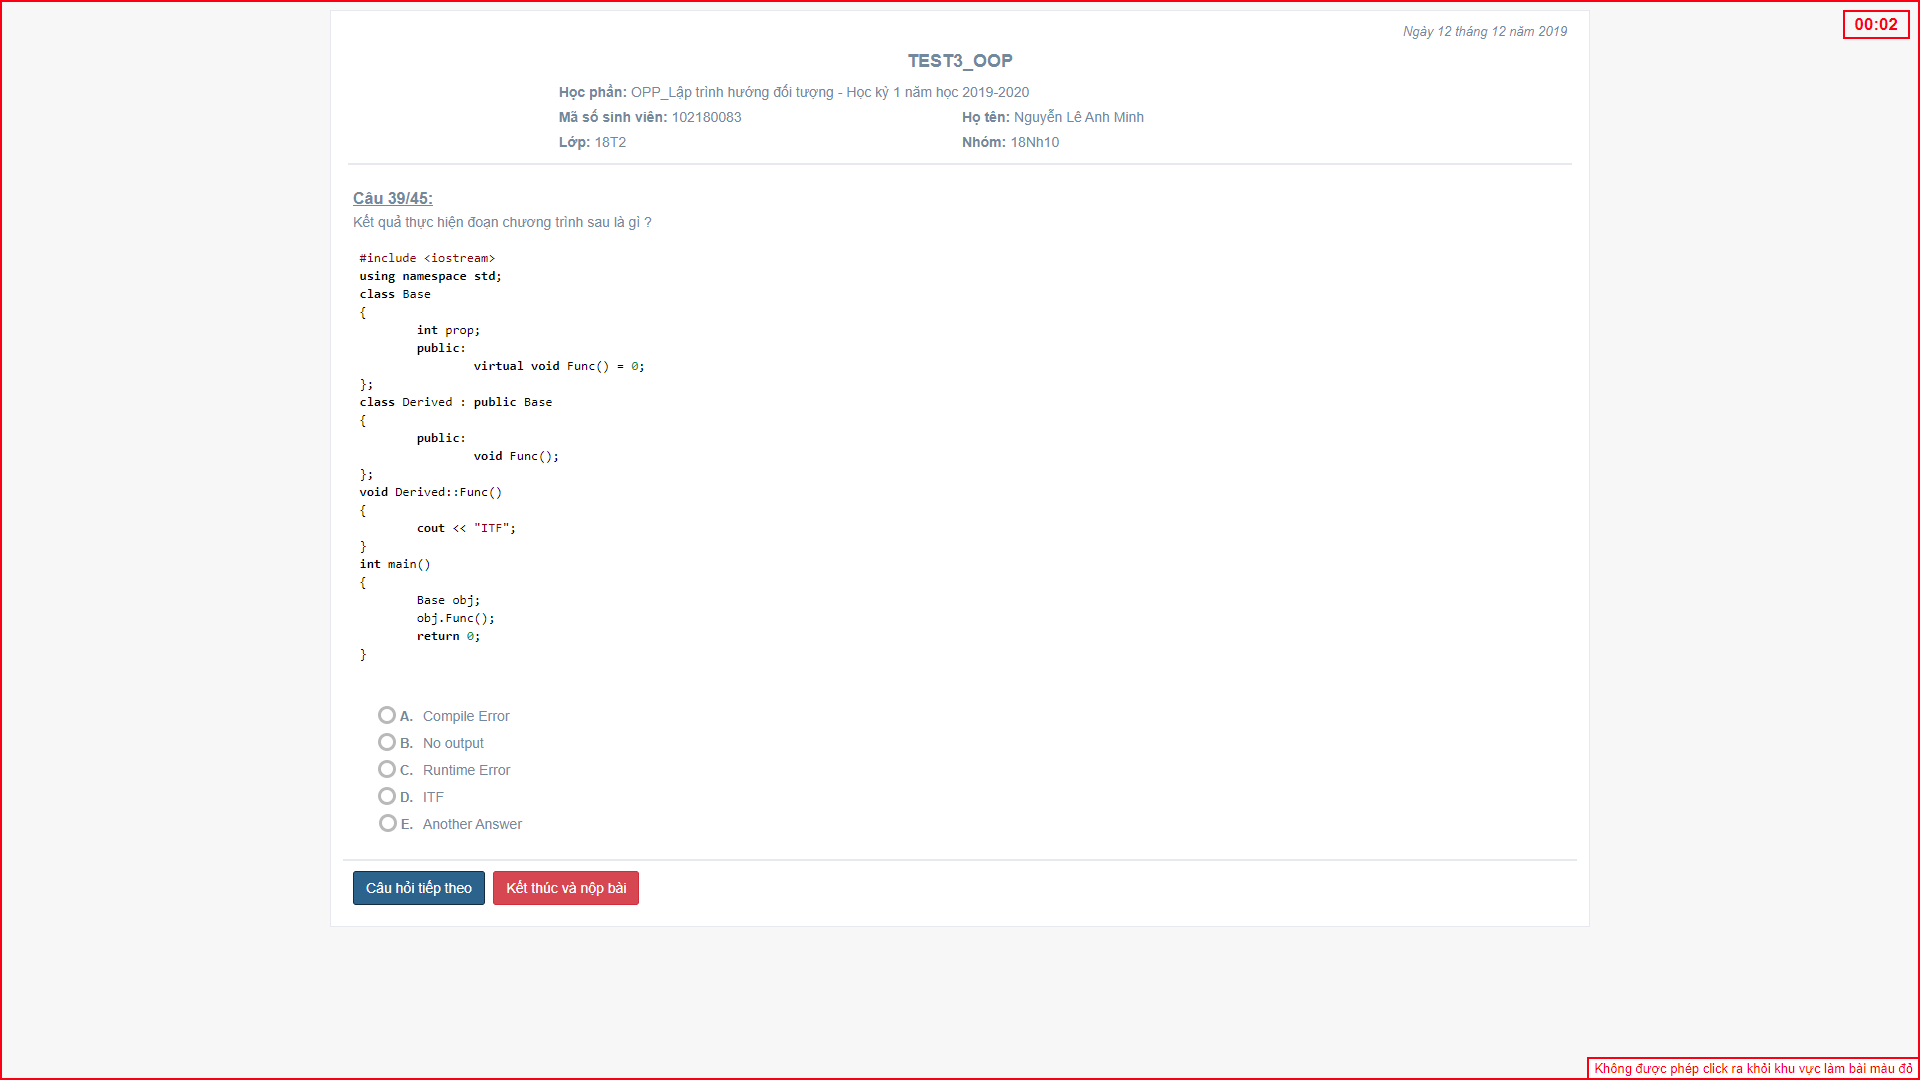 Ngày 12 tháng 12 năm 2019
00:02
TEST3_OOP
Học phần: OPP_Lập trình hướng đối tượng - Học kỳ 1 năm học 2019-2020
Mã số sinh viên: 102180083
Họ tên: Nguyễn Lê Anh Minh
Lớp: 18T2
Nhóm: 18Nh10
Câu 39/45:
Kết quả thực hiện đoạn chương trình sau là gì ?
#include <iostream>
using namespace std;
class Base
{
int prop;
public:
virtual void Func() = 0;
};
class Derived : public Base
{
public:
void Func();
};
void Derived::Func()
{
cout << "ITF";
}
int main()
{
Base obj;
obj.Func();
return 0;
}
A. Compile Error
B. No output
C. Runtime Error
D. ITF
E. Another Answer
Câu hỏi tiếp theo
Kết thúc và nộp bài
Không được phép click ra khỏi khu vực làm bài màu đỏ